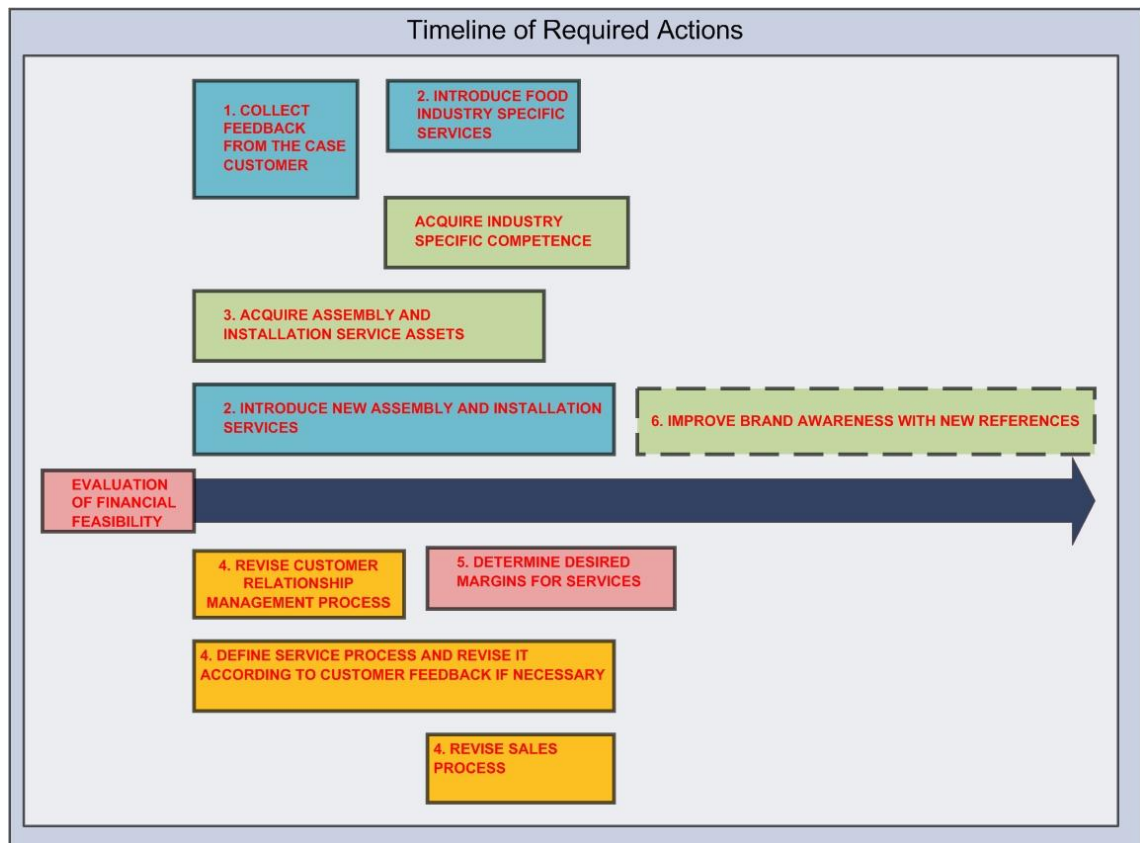 Timeline of Required Actions
1. COLLECT
FEEDBACK
FROM THE CASE
CUSTOMER
2. INTRODUCE FOOD
INDUSTRY SPECIFIC
SERVICES
ACQUIRE INDUSTRY
SPECIFIC COMPETENCE
3. ACQUIRE ASSEMBLY AND
INSTALLATION SERVICE ASSETS
2. INTRODUCE NEW ASSEMBLY AND INSTALLATION
SERVICES
6. IMPROVE BRAND AWARENESS WITH NEW REFERENCES
EVALUATION
OF FINANCIAL
FEASIBILITY
4. REVISE CUSTOMER
RELATIONSHIP
MANAGEMENT PROCESS
5. DETERMINE DESIRED
MARGINS FOR SERVICES
4. DEFINE SERVICE PROCESS AND REVISE IT
ACCORDING TO CUSTOMER FEEDBACK IF NECESSARY
4. REVISE SALES
PROCESS